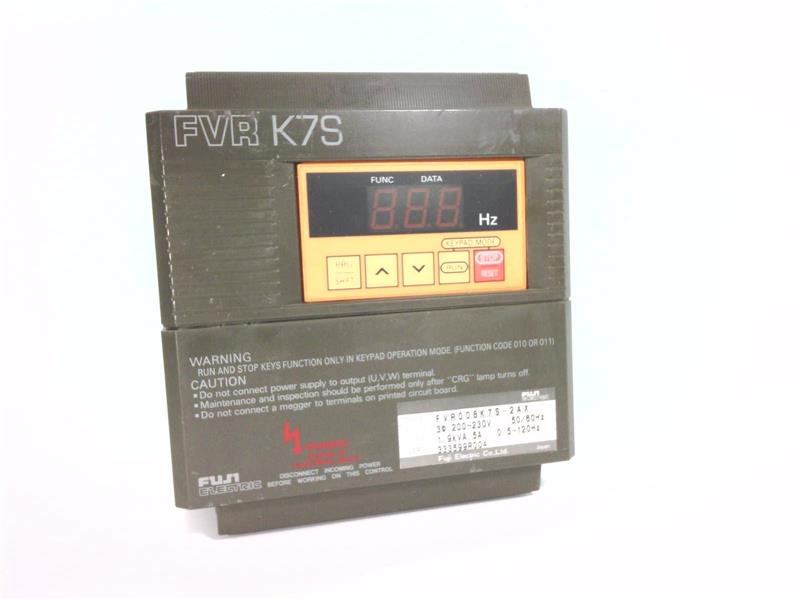 FVR K7S
FUNC DATA
888 Hz
KEYPAD MODE
RUN STOP
RESET
WARNING
RUN AND STOP KEYS FUNCTION ONLY IN KEYPAD OPERATION MODE. (FUNCTION CODE 010 OR 011)
CAUTION
• Do not connect power supply to output (U,V,W) terminal.
• Maintenance and inspection should be performed only after "CRG" lamp turns off.
• Do not connect a megger to terminals on printed circuit board.
FUJI
ELECTRIC
FVR008K7S-2AX
3Φ 200-230V 50/60Hz
1.9kVA 5A 0.5-120Hz
Fuji Electric Co.,Ltd. Japan
DISCONNECT INCOMING POWER
BEFORE WORKING ON THIS CONTROL
FUJI
ELECTRIC